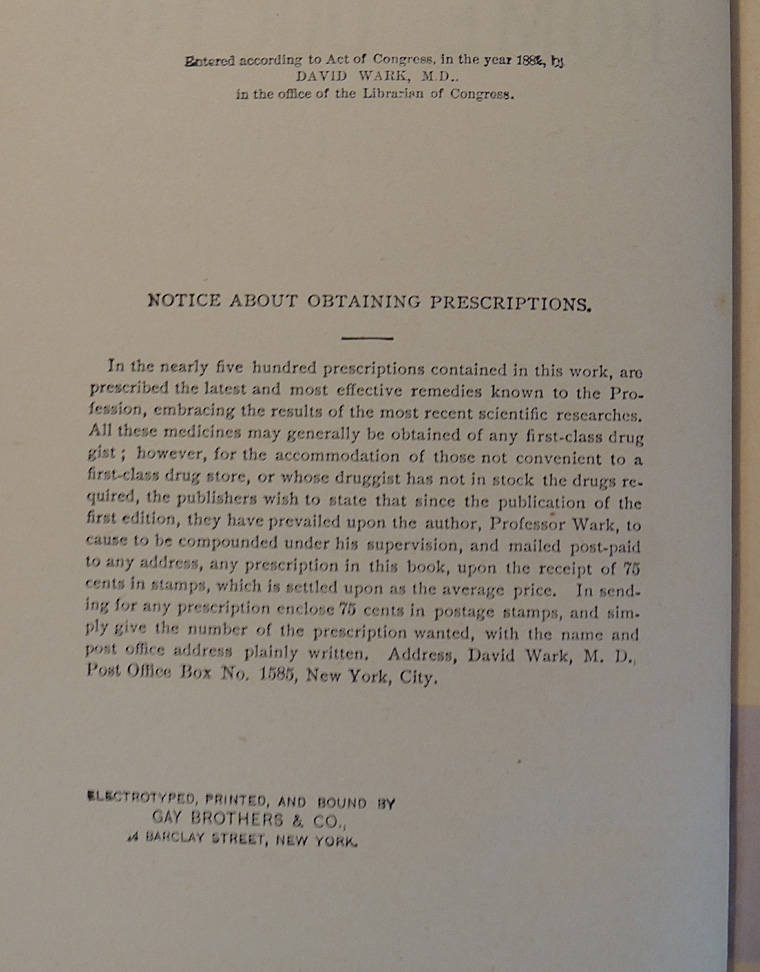 Entered according to Act of Congress, in the year by
DAVID WARK, M.D.,
in the office of the Librarian of Congress.
NOTICE ABOUT OBTAINING PRESCRIPTIONS.
In the nearly five hundred prescriptions contained in this work, are
prescribed the latest and most effective remedies known to the Pro-
fession, embracing the results of the most recent scientific researches.
All these medicines may generally be obtained of any first-class drug
gist; however, for the accommodation of those not convenient to a
first-class drug store, or whose druggist has not in stock the drugs re-
quired, the publishers wish to state that since the publication of the
first edition, they have prevailed upon the author, Professor Wark, to
cause to be compounded under his supervision, and mailed post-paid
to any address, any prescription in this book, upon the receipt of 75
cents in stamps, which is settled upon as the average price. In send-
ing for any prescription enclose 75 cents in postage stamps, and sim-
ply give the number of the prescription wanted, with the name and
post office address plainly written. Address, David Wark, M. D.,
Post Office Box No. 1585, New York, City.
ELECTROTYPED, PRINTED, AND BOUND BY
GAY BROTHERS & CO.,
BARCLAY STREET, NEW YORK.